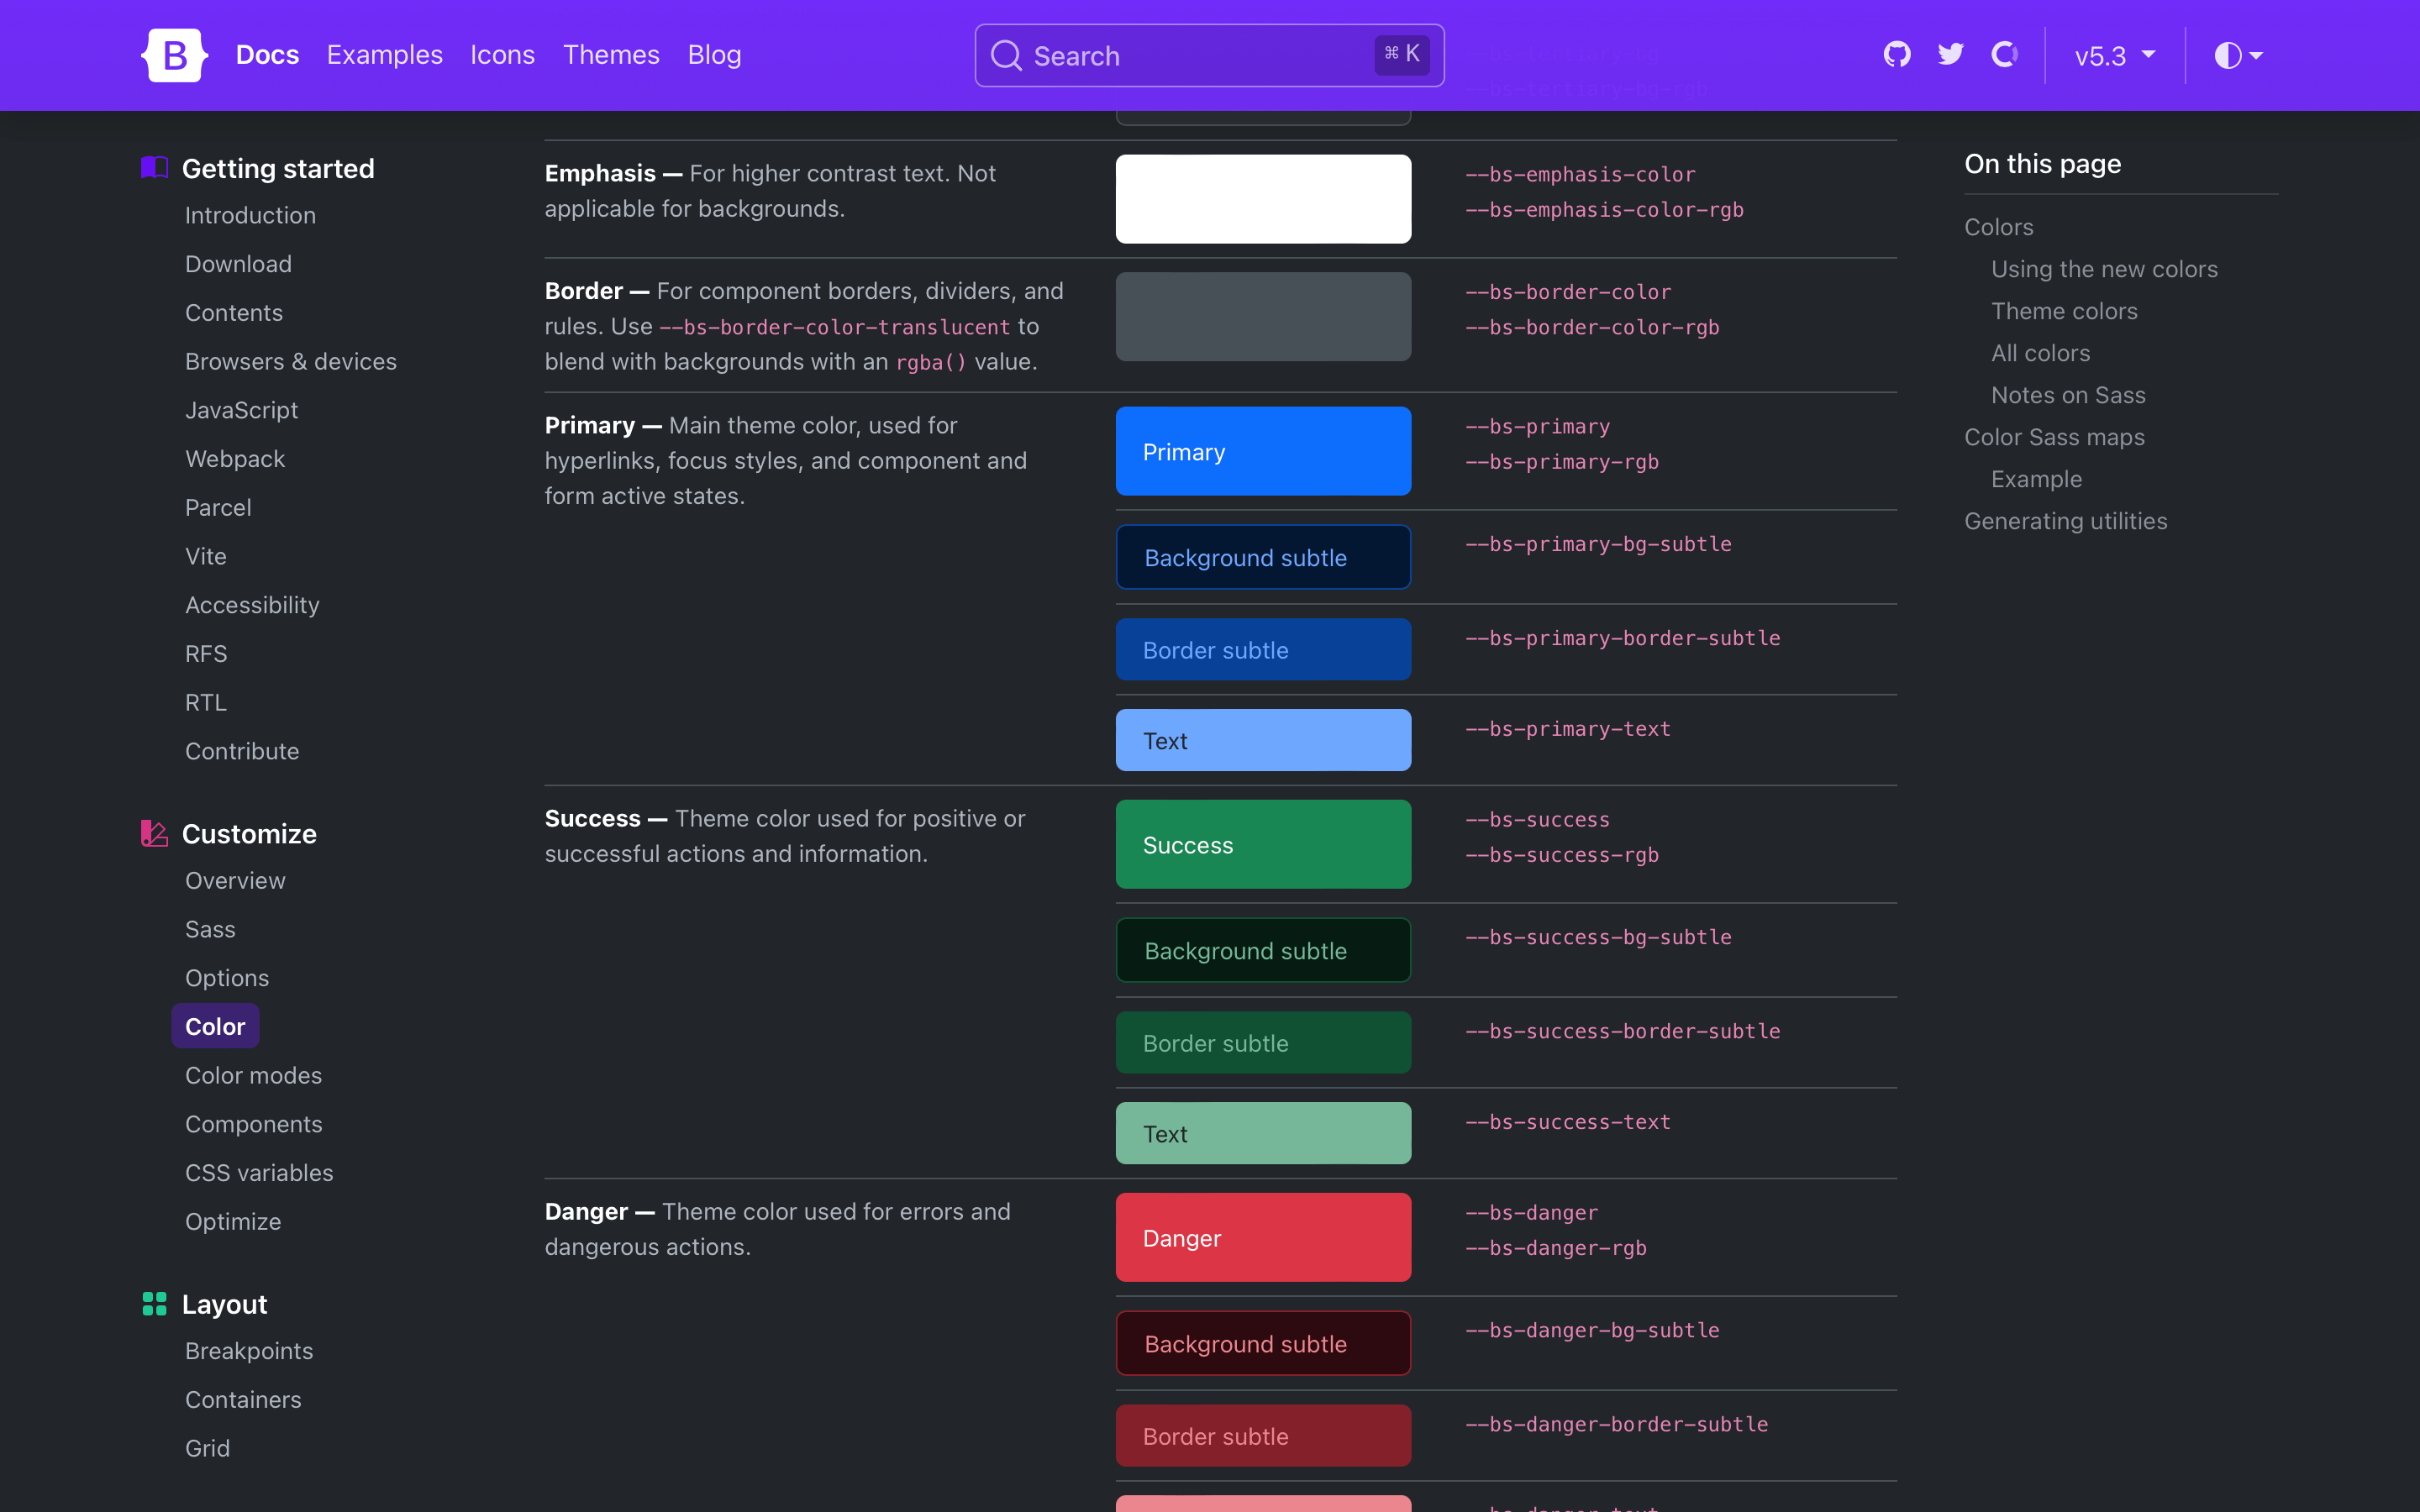 B Docs Examples Icons Themes Blog
Search ⌘ K
v5.3
--bs-tertiary-bg
--bs-tertiary-bg-rgb
Getting started
Introduction
Download
Contents
Browsers & devices
JavaScript
Webpack
Parcel
Vite
Accessibility
RFS
RTL
Contribute
Customize
Overview
Sass
Options
Color
Color modes
Components
CSS variables
Optimize
Layout
Breakpoints
Containers
Grid
Emphasis — For higher contrast text. Not
applicable for backgrounds.
--bs-emphasis-color
--bs-emphasis-color-rgb
Border — For component borders, dividers, and
rules. Use --bs-border-color-translucent to
blend with backgrounds with an rgba() value.
--bs-border-color
--bs-border-color-rgb
Primary — Main theme color, used for
hyperlinks, focus styles, and component and
form active states.
Primary
--bs-primary
--bs-primary-rgb
Background subtle
--bs-primary-bg-subtle
Border subtle
--bs-primary-border-subtle
Text
--bs-primary-text
Success — Theme color used for positive or
successful actions and information.
Success
--bs-success
--bs-success-rgb
Background subtle
--bs-success-bg-subtle
Border subtle
--bs-success-border-subtle
Text
--bs-success-text
Danger — Theme color used for errors and
dangerous actions.
Danger
--bs-danger
--bs-danger-rgb
Background subtle
--bs-danger-bg-subtle
Border subtle
--bs-danger-border-subtle
On this page
Colors
Using the new colors
Theme colors
All colors
Notes on Sass
Color Sass maps
Example
Generating utilities